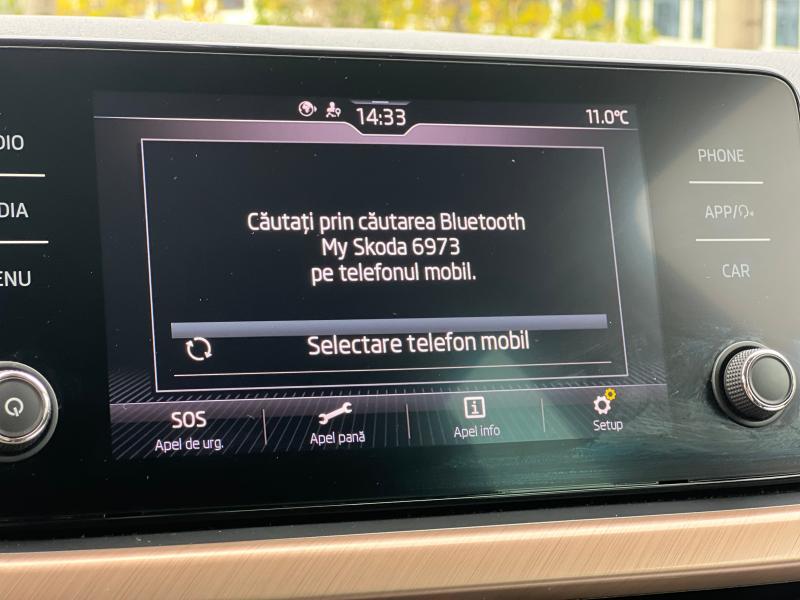 14:33
11.0°C
PHONE
APP/
CAR
Căutați prin căutarea Bluetooth
My Skoda 6973
pe telefonul mobil.
Selectare telefon mobil
SOS
Apel de urg.
Apel pană
Apel info
Setup
DIO
DIA
ENU